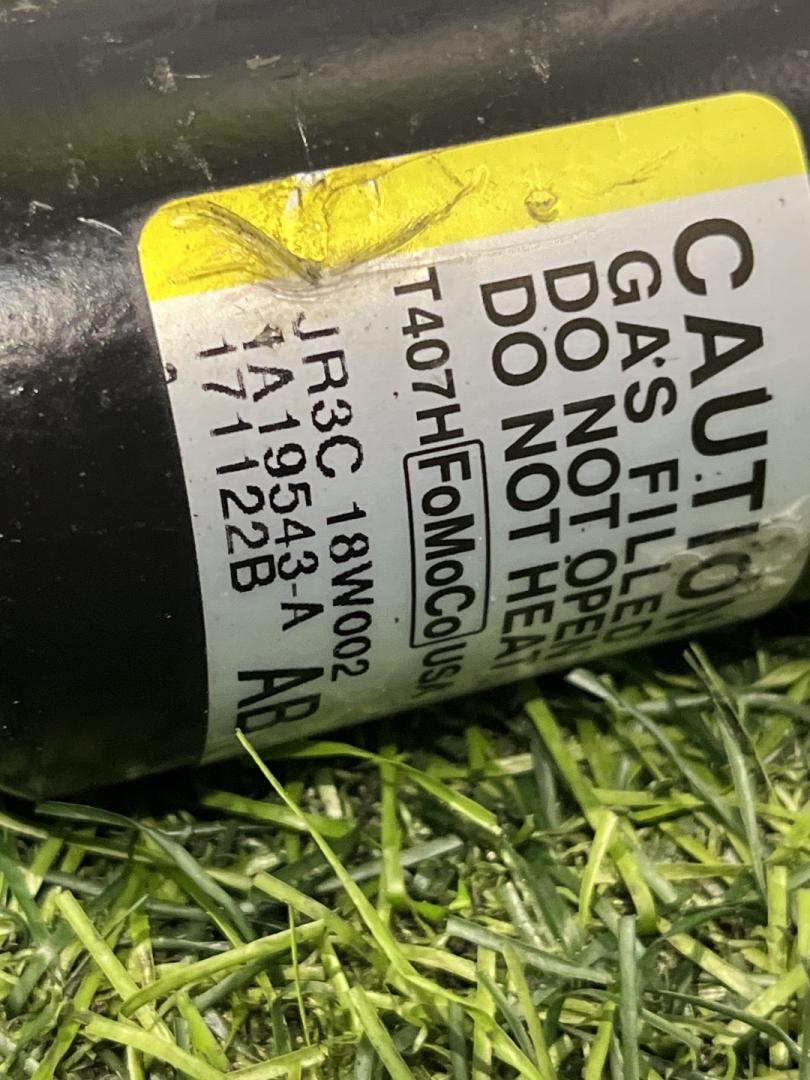 CAUTION
GAS FILLED
DO NOT OPEN
DO NOT HEAT
T407H FoMoCo USA
JR3C 18W002
1A19543-A AB
171122B